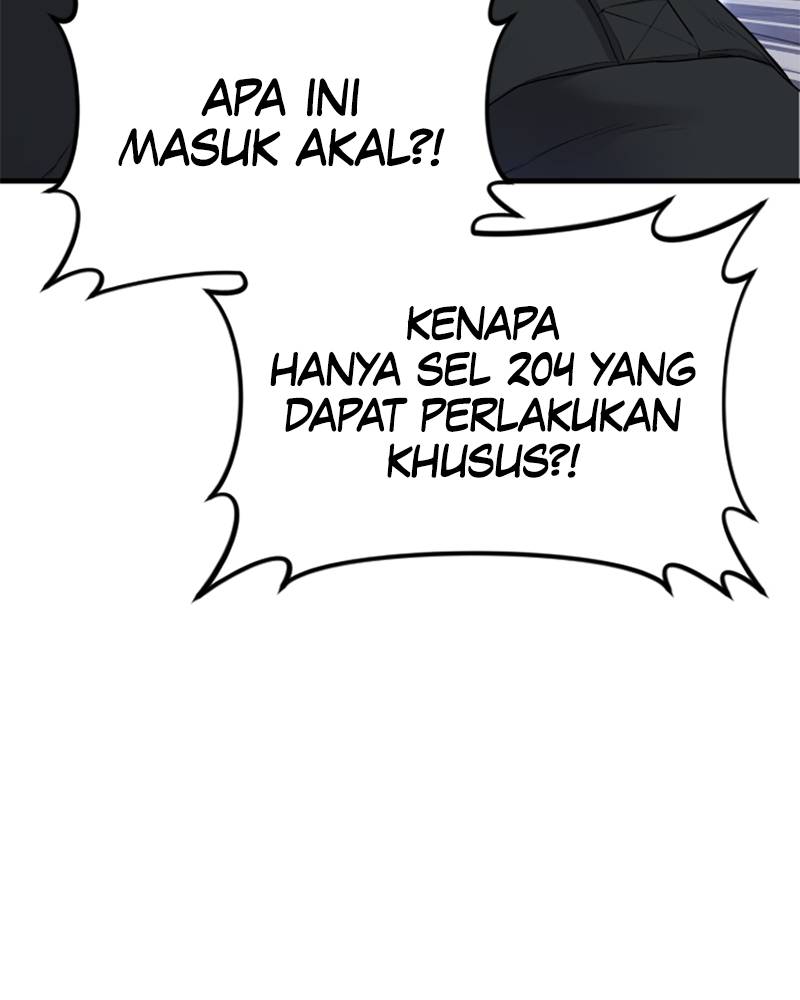 APA INI
MASUK AKAL?!
KENAPA
HANYA SEL 204 YANG
DAPAT PERLAKUKAN
KHUSUS?!